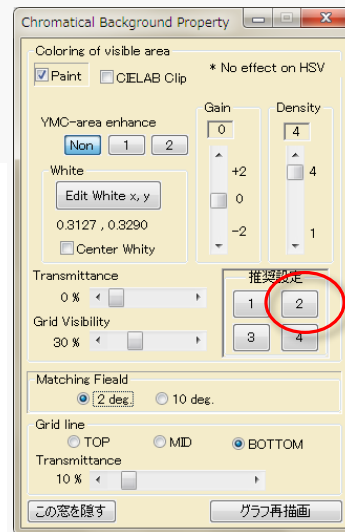 Chromatical Background Property
Coloring of visible area
Paint CIELAB Clip * No effect on HSV
YMC-area enhance
Non 1 2
White
Edit White x, y
0.3127 , 0.3290
Center Whity
Gain
0
+2
0
-2
Density
4
4
1
Transmittance
0 %
Grid Visibility
30 %
推奨設定
1 2
3 4
Matching Fieald
2 deg. 10 deg.
Grid line
TOP MID BOTTOM
Transmittance
10 %
この窓を隠す グラフ再描画